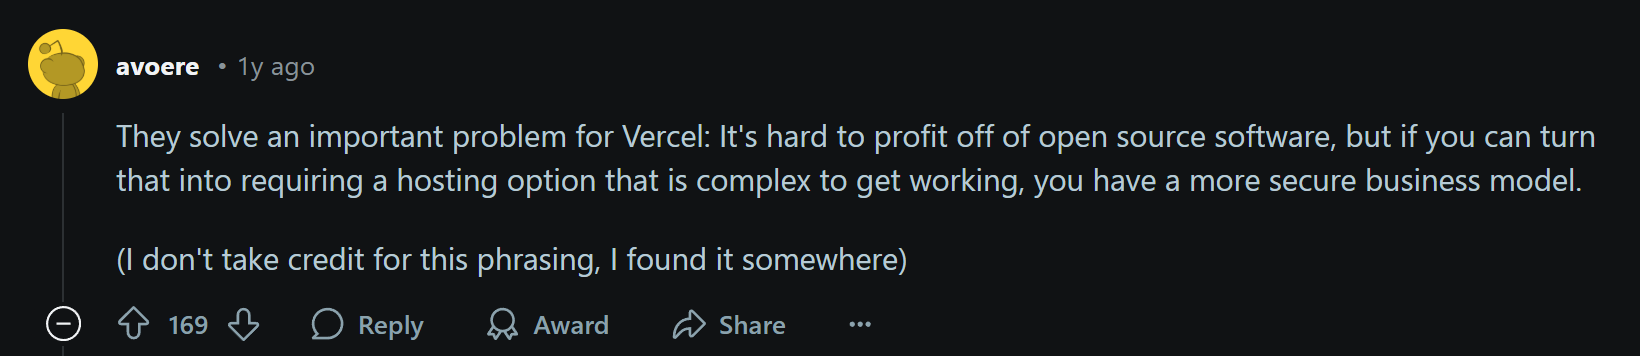 avoere • 1y ago
They solve an important problem for Vercel: It's hard to profit off of open source software, but if you can turn
that into requiring a hosting option that is complex to get working, you have a more secure business model.
(I don't take credit for this phrasing, I found it somewhere)
169 Reply Award Share